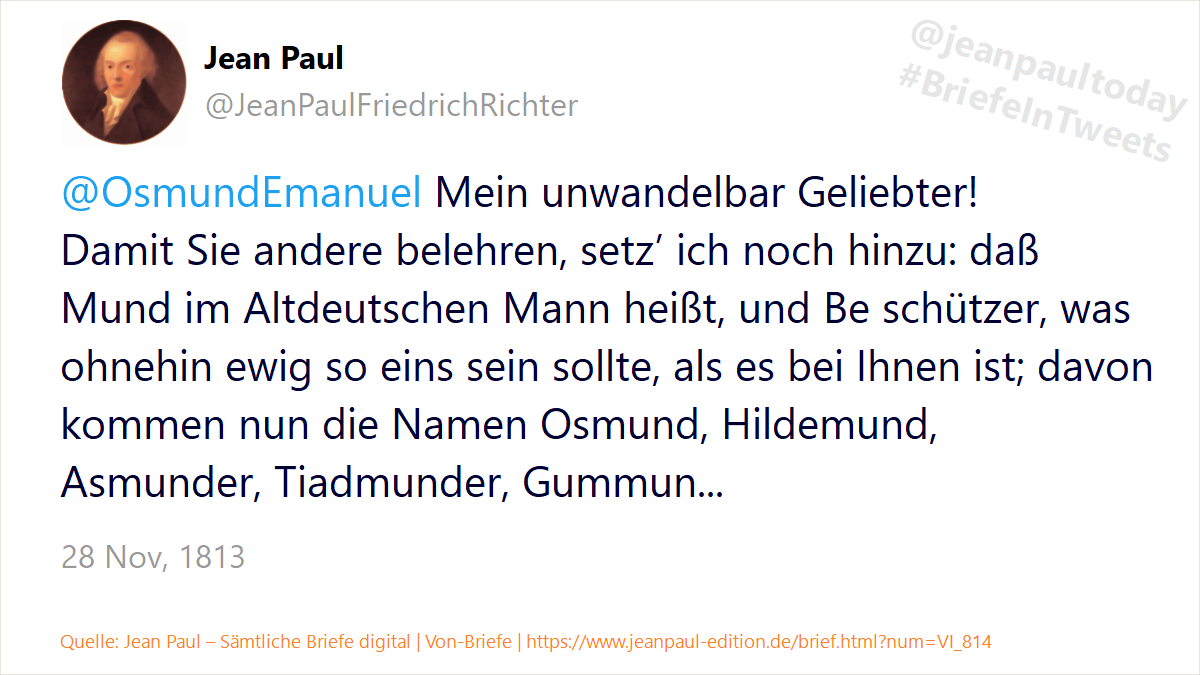 Jean Paul
@JeanPaulFriedrichRichter
@jeanpaultoday
#BriefeInTweets
@OsmundEmanuel Mein unwandelbar Geliebter!
Damit Sie andere belehren, setz’ ich noch hinzu: daß
Mund im Altdeutschen Mann heißt, und Be schützer, was
ohnehin ewig so eins sein sollte, als es bei Ihnen ist; davon
kommen nun die Namen Osmund, Hildemund,
Asmunder, Tiadmunder, Gummun...
28 Nov, 1813
Quelle: Jean Paul – Sämtliche Briefe digital | Von-Briefe | https://www.jeanpaul-edition.de/brief.html?num=VI_814